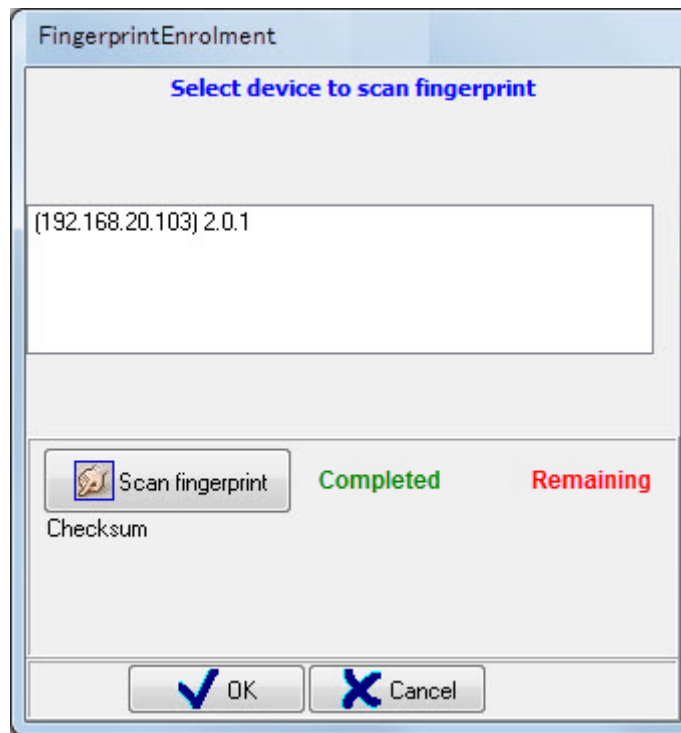 FingerprintEnrolment
Select device to scan fingerprint
(192.168.20.103) 2.0.1
Scan fingerprint Completed Remaining
Checksum
OK Cancel